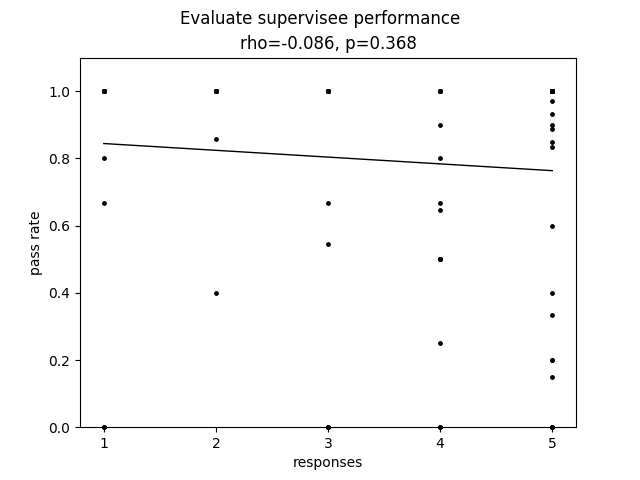 Evaluate supervisee performance
rho=-0.086, p=0.368
1.0
0.8
0.6
0.4
0.2
0.0
pass rate
1 2 3 4 5
responses